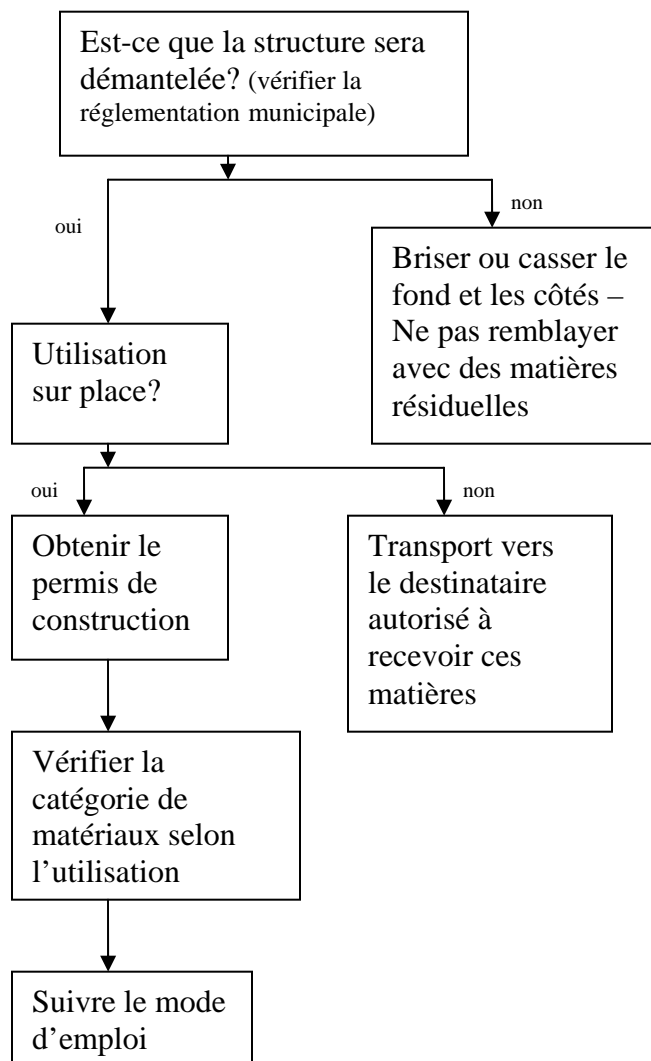 Est-ce que la structure sera
démantelée? (vérifier la
réglementation municipale)
oui
non
Briser ou casser le
fond et les côtés –
Ne pas remblayer
avec des matières
résiduelles
Utilisation
sur place?
oui
non
Obtenir le
permis de
construction
Transport vers
le destinataire
autorisé à
recevoir ces
matières
Vérifier la
catégorie de
matériaux selon
l’utilisation
Suivre le mode
d’emploi